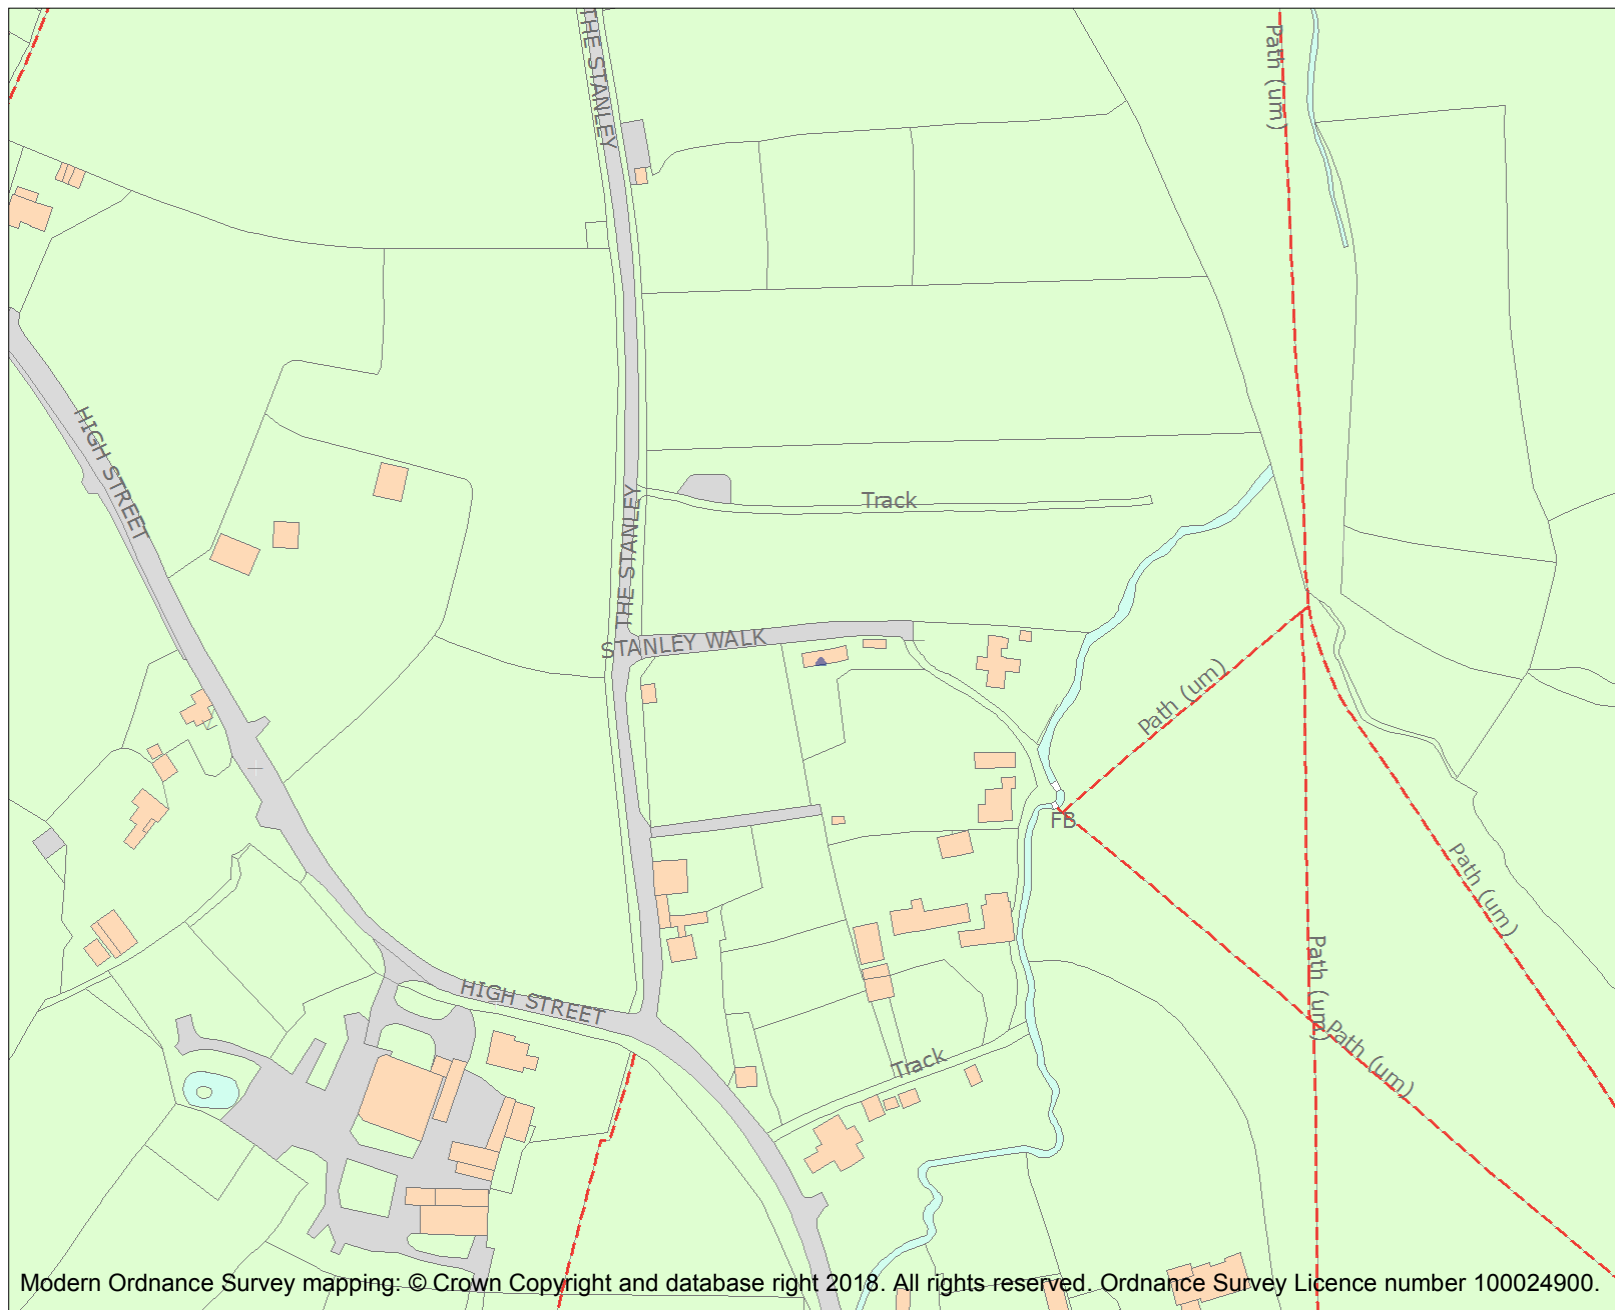 THE STANLEY
Path (um)
HIGH STREET
Track
THE STANLEY
STANLEY WALK
Path (um)
FB
Path (um)
Path (um)
Path (um)
HIGH STREET
Track
Modern Ordnance Survey mapping: © Crown Copyright and database right 2018. All rights reserved. Ordnance Survey Licence number 100024900.